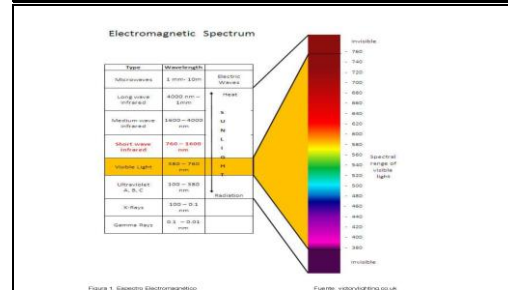 Electromagnetic Spectrum
Type Wavelength
Microwaves 1 mm- 10m Electric Waves
Long wave infrared 4000 nm – 1mm Heat
Medium wave infrared 1600 – 4000 nm
Short wave infrared 760 – 1600 nm
Visible Light 380 – 760 nm
Ultraviolet A, B, C 100 – 380 nm Radiation
X-Rays 100 – 0.1 nm
Gamma Rays 0.1 – 0.01 nm
SUNLIGHT
Invisible
760
740
720
700
680
660
640
620
600
580
560
540
520
500
480
460
440
420
400
380
Invisible
Spectral
range of
visible
light
Figura 1. Espectro Electromagnético
Fuente: victorylighting.co.uk